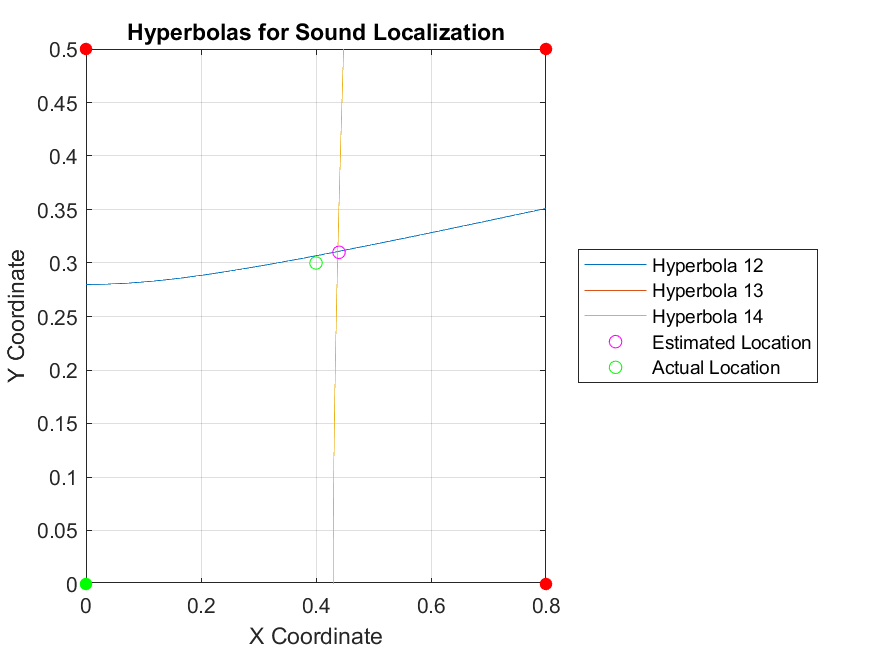 Hyperbolas for Sound Localization
0.5
0.45
0.4
0.35
0.3
0.25
0.2
0.15
0.1
0.05
0
0 0.2 0.4 0.6 0.8
X Coordinate
Y Coordinate
Hyperbola 12
Hyperbola 13
Hyperbola 14
Estimated Location
Actual Location